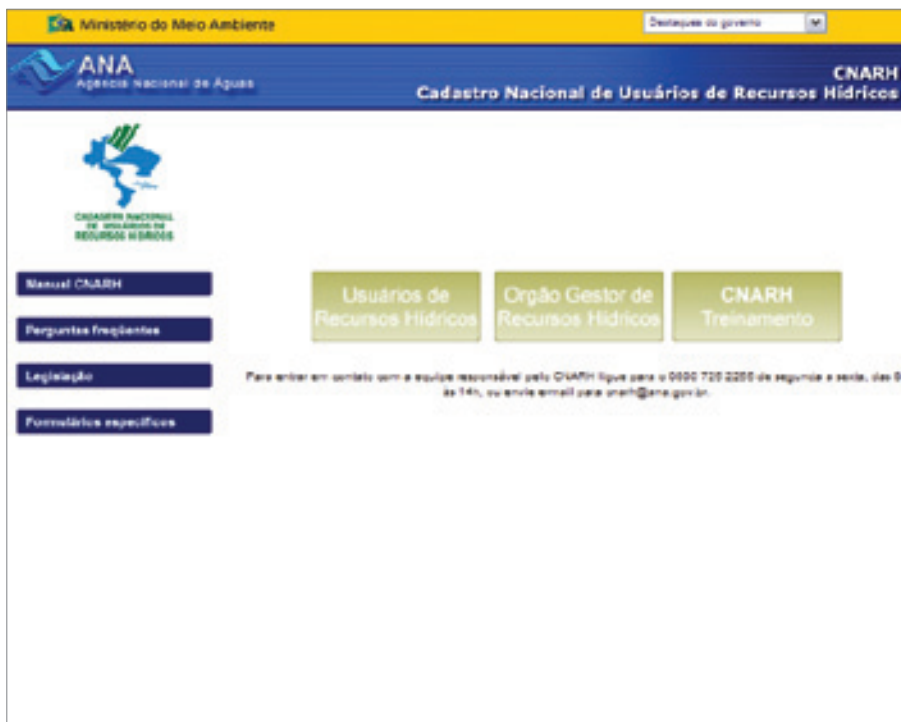 Ministério do Meio Ambiente
Destaques do governo
ANA
Agência Nacional de Águas
CNARH
Cadastro Nacional de Usuários de Recursos Hídricos
CADASTRO NACIONAL
DE USUÁRIOS DE
RECURSOS HÍDRICOS
Manual CNARH
Perguntas freqüentes
Legislação
Formulários específicos
Usuários de
Recursos Hídricos
Orgão Gestor de
Recursos Hídricos
CNARH
Treinamento
Para entrar em contato com a equipe responsável pelo CNARH ligue para o 0800 725 2255 de segunda a sexta, das
às 14h, ou envie email para cnarh@ana.gov.br.